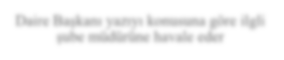 Daire Başkanı yazıyı konusuna göre ilgili
şube müdürüne havale eder